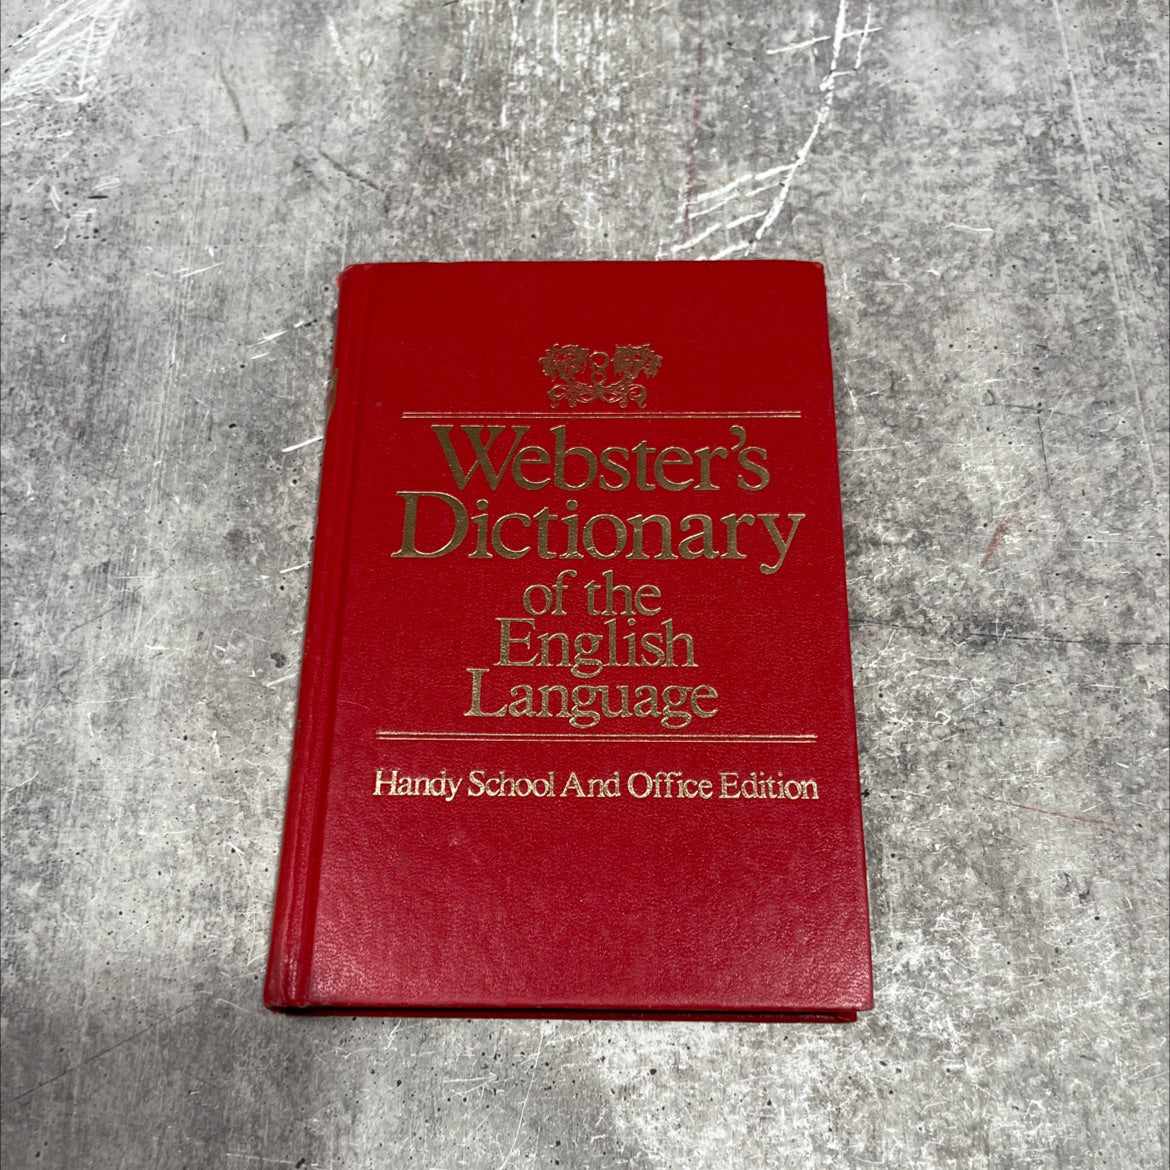 Webster's
Dictionary
of the
English
Language
Handy School And Office Edition